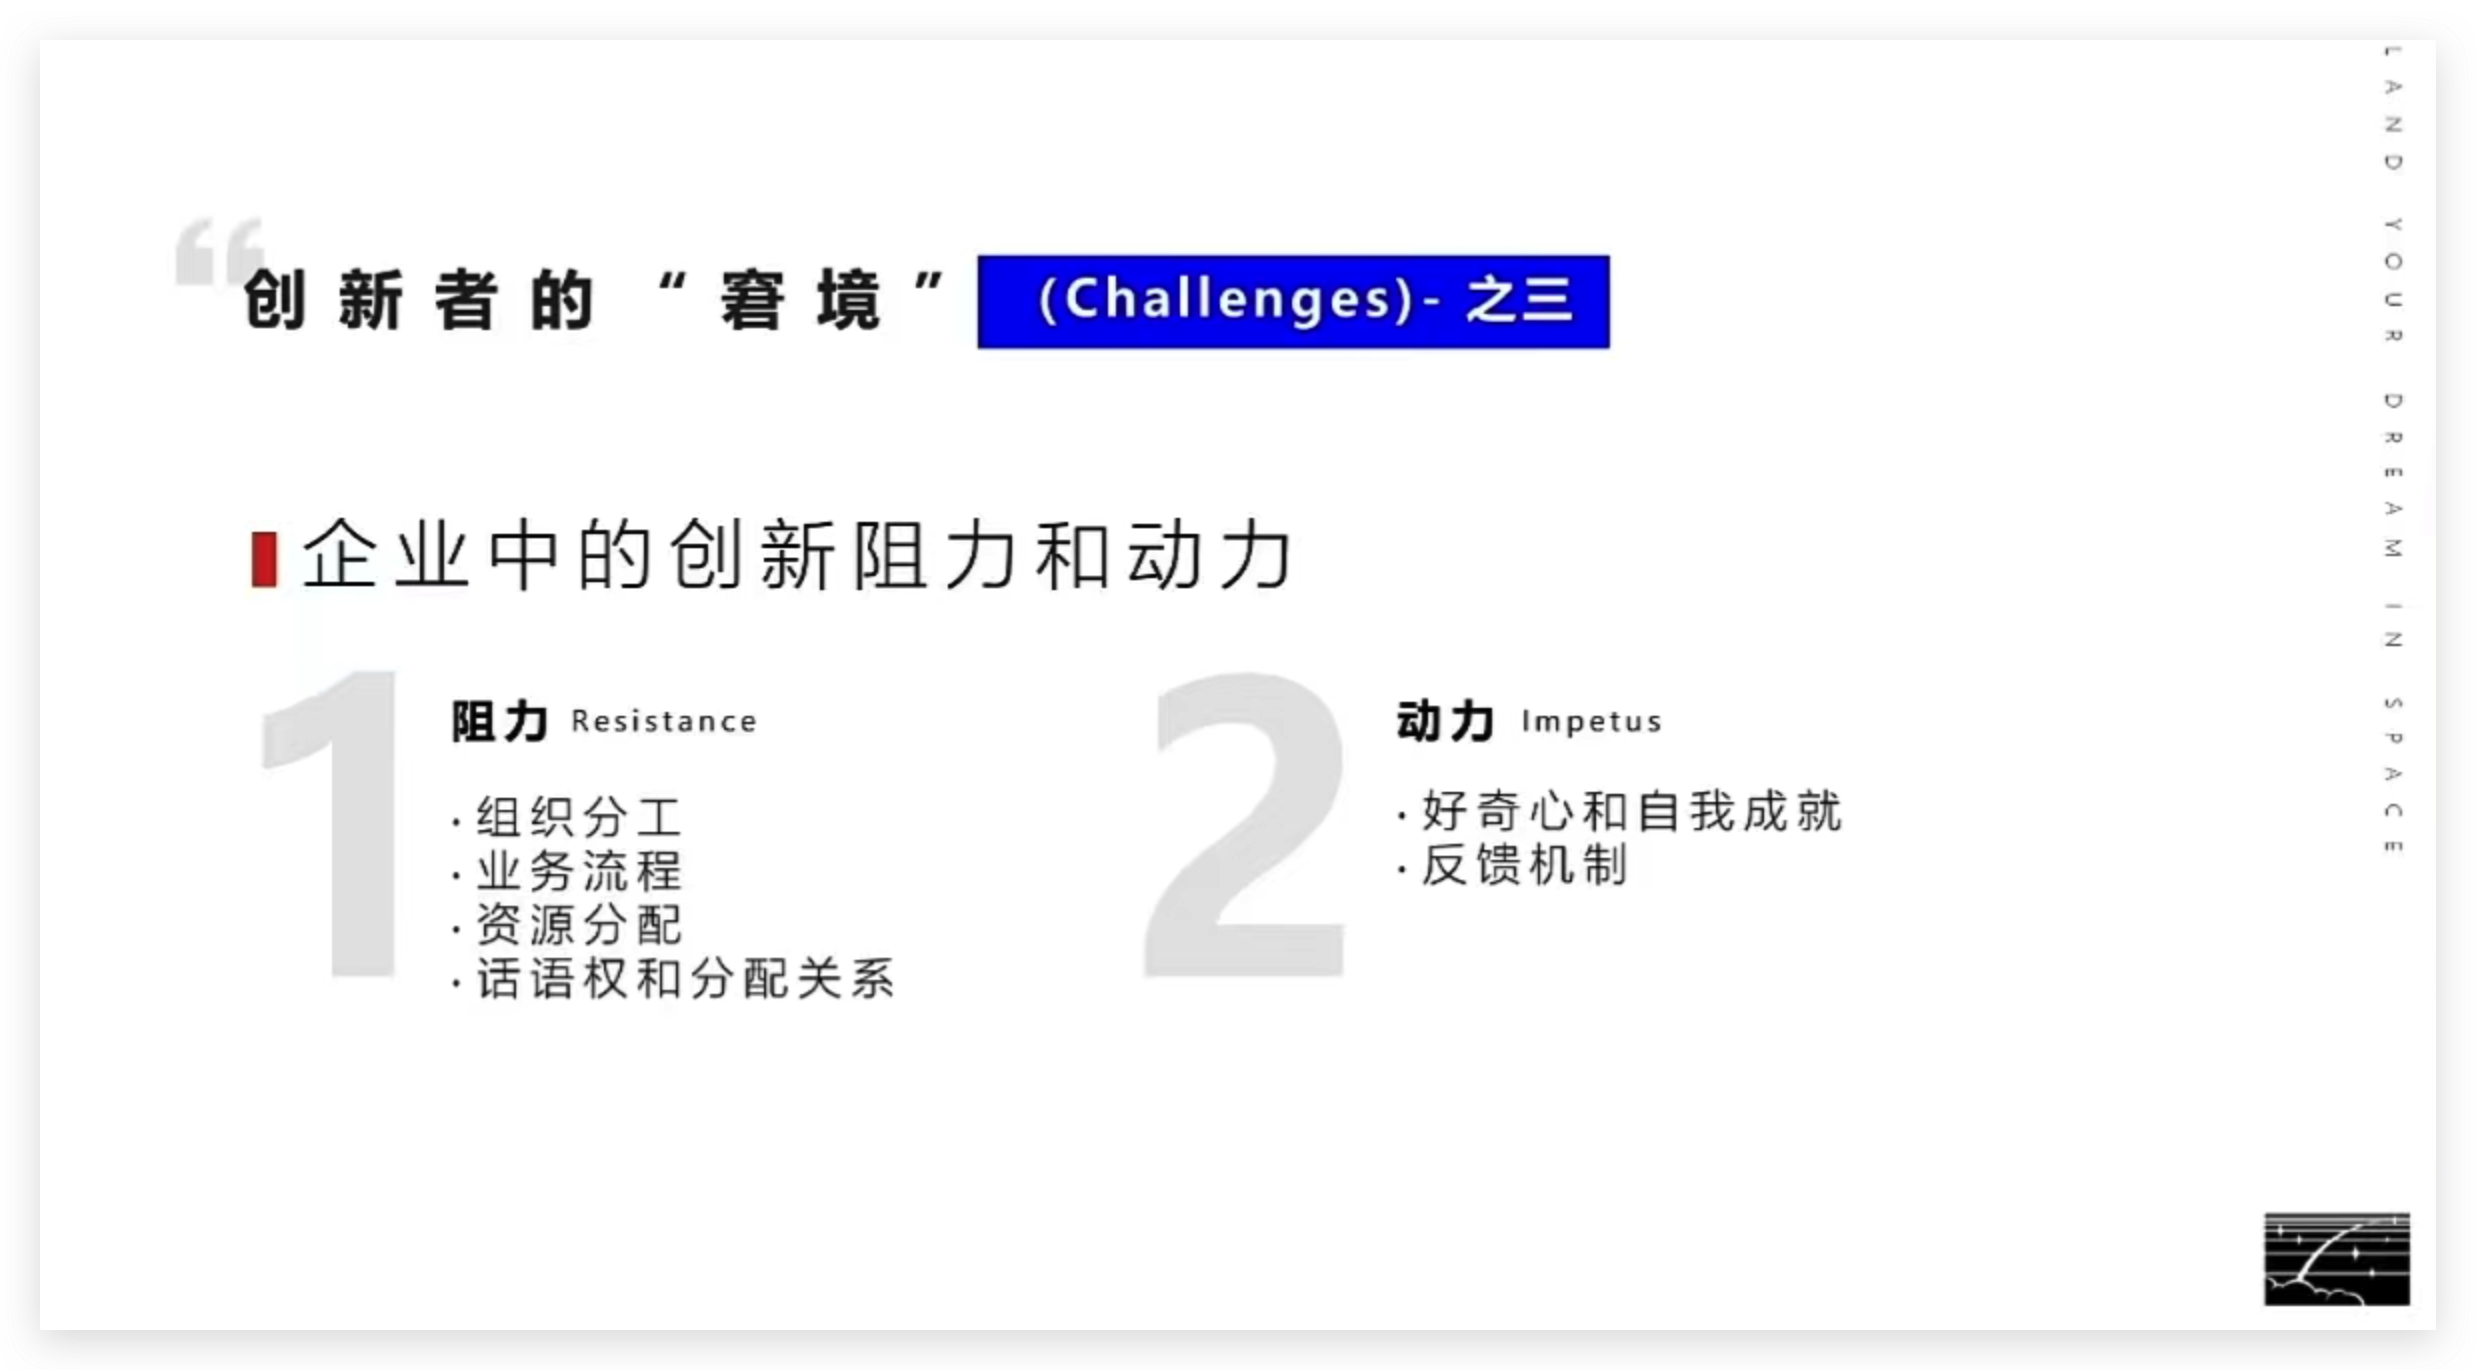 创新者的“窘境” (Challenges)- 之三
企业中的创新阻力和动力
1
阻力 Resistance
·组织分工
·业务流程
·资源分配
·话语权和分配关系
2
动力 Impetus
·好奇心和自我成就
·反馈机制
LAND YOUR DREAM IN SPACE